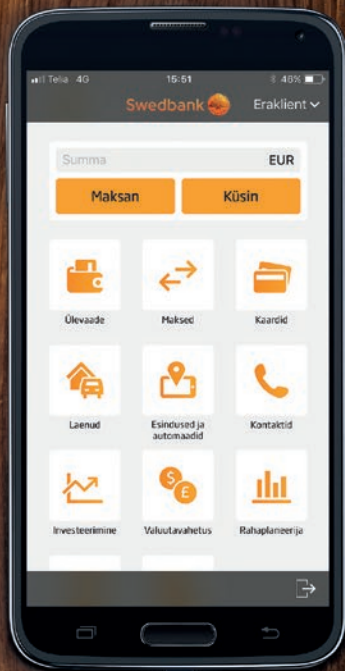 Telia 4G 15:51 48%
Swedbank Eraklient
Summa EUR
Maksan Küsin
Ülevaade Maksed Kaardid
Laenud Esindused ja automaadid Kontaktid
Investeerimine Valuutavahetus Rahaplaneerija